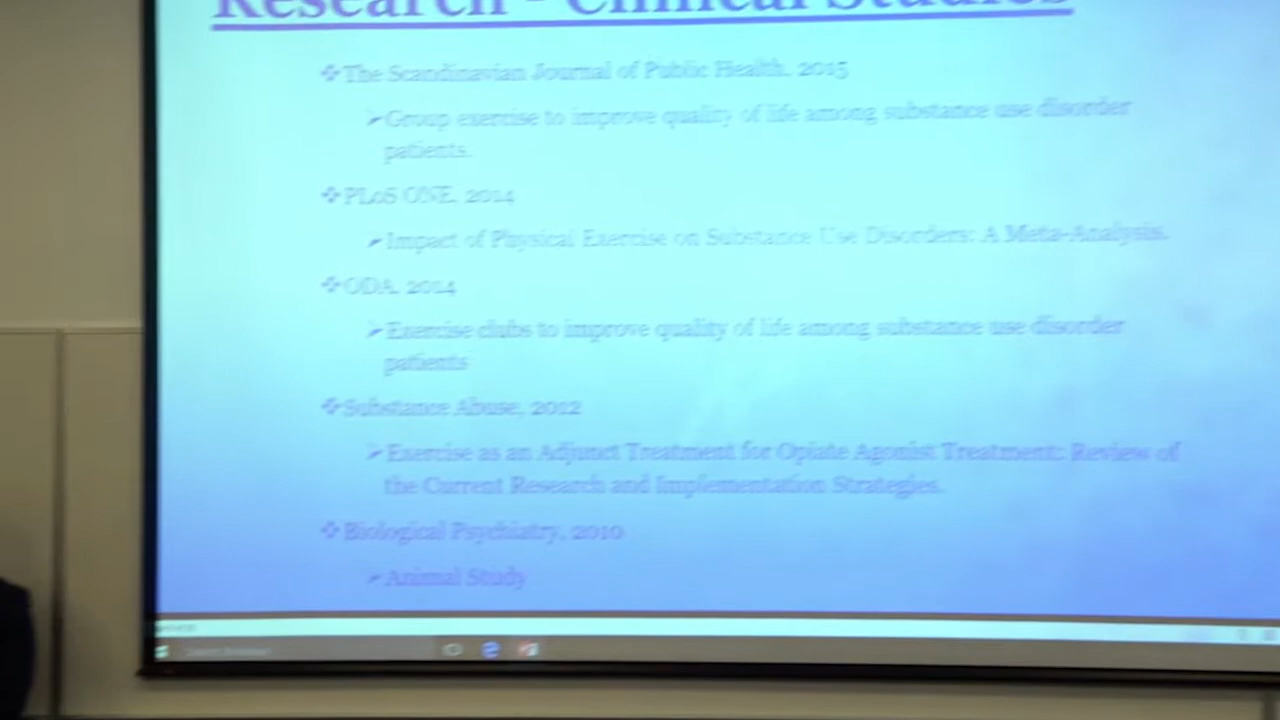 Research - Clinical Studies
The Scandinavian Journal of Public Health, 2015
Group exercise to improve quality of life among substance use disorder
patients.
PLoS ONE, 2014
Impact of Physical Exercise on Substance Use Disorders: A Meta-Analysis.
ODA, 2014
Exercise clubs to improve quality of life among substance use disorder
patients
Substance Abuse, 2012
Exercise as an Adjunct Treatment for Opiate Agonist Treatment: Review of
the Current Research and Implementation Strategies.
Biological Psychiatry, 2010
Animal Study